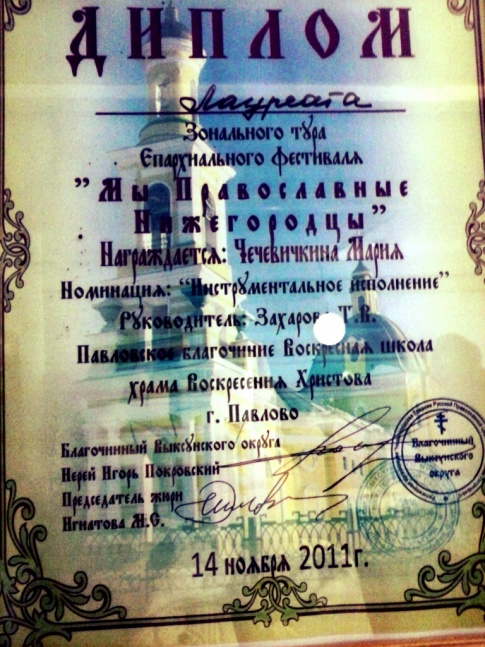 ДИПЛОМ
Лауреата
Зонального тура
Епархиального фестиваля
"Мы Православные
Нижегородцы"
Награждается: Чечевичкина Мария
Номинация: "Инструментальное исполнение"
Руководитель: Т.В.
Павловское благочиние Воскресная школа
храма Воскресения Христова
г. Павлово
Благочинный Выксунского округа
Иерей Игорь Покровский
Председатель жюри
Игнатова М.С.
14 ноября 2011г.
Благочинный
Выксунского
округа